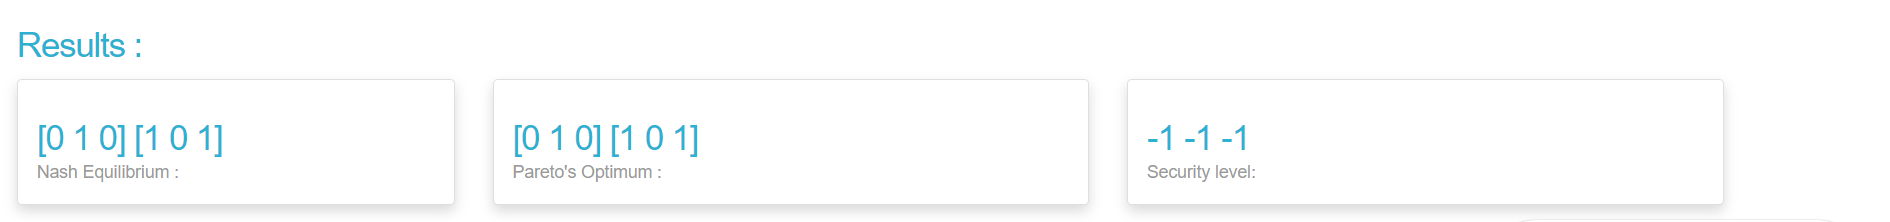 Results :
[0 1 0] [1 0 1]
Nash Equilibrium :
[0 1 0] [1 0 1]
Pareto's Optimum :
-1 -1 -1
Security level: